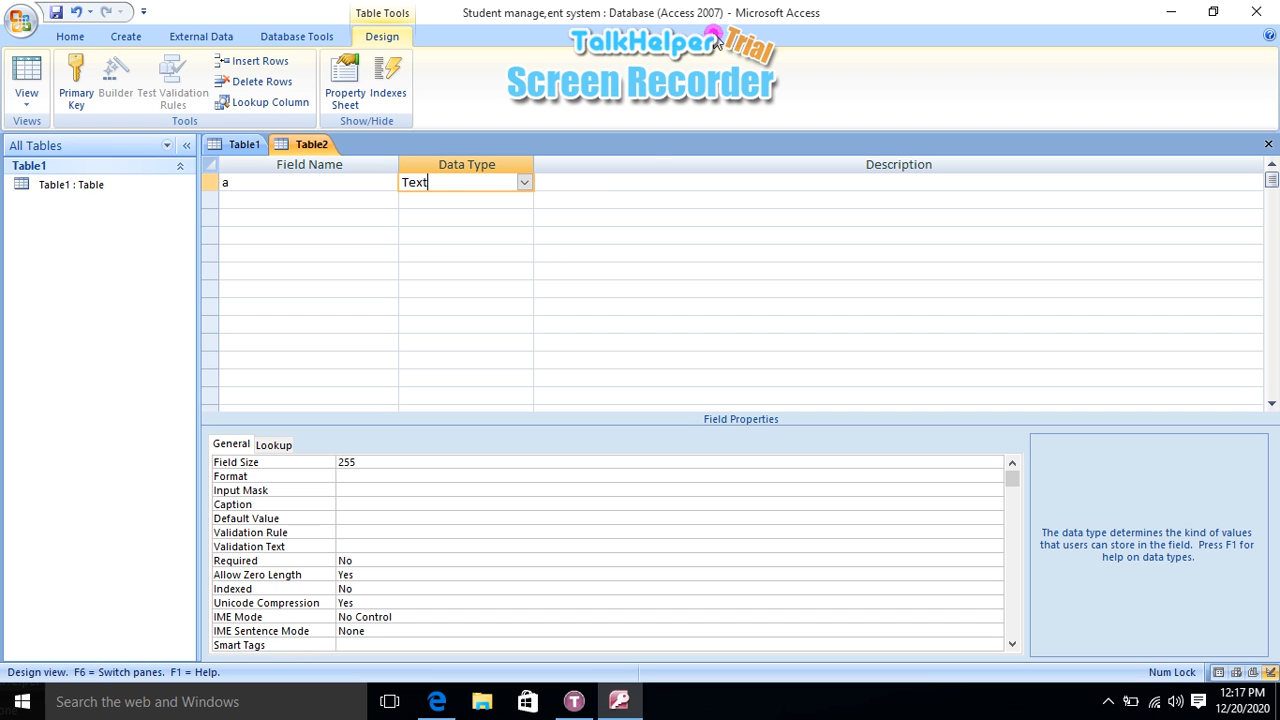 Table Tools
Student manage,ent system : Database (Access 2007) - Microsoft Access
Home Create External Data Database Tools Design
TalkHelper Trial
Screen Recorder
View
Primary Key
Builder
Test Validation Rules
Insert Rows
Delete Rows
Lookup Column
Property Sheet
Indexes
Views Tools Show/Hide
All Tables
Table1 Table2
Table1
Table1 : Table
Field Name Data Type Description
a Text
Field Properties
General Lookup
Field Size 255
Format
Input Mask
Caption
Default Value
Validation Rule
Validation Text
Required No
Allow Zero Length Yes
Indexed No
Unicode Compression Yes
IME Mode No Control
IME Sentence Mode None
Smart Tags
The data type determines the kind of values
that users can store in the field. Press F1 for
help on data types.
Design view. F6 = Switch panes. F1 = Help.
Num Lock
Search the web and Windows
12:17 PM
12/20/2020